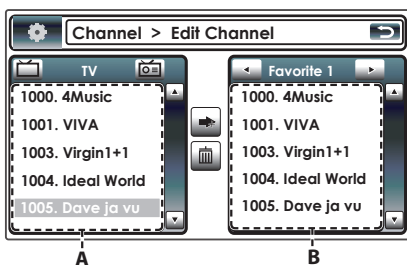 Channel > Edit Channel
TV
1000. 4Music
1001. VIVA
1003. Virgin1+1
1004. Ideal World
1005. Dave ja vu
Favorite 1
1000. 4Music
1001. VIVA
1003. Virgin1+1
1004. Ideal World
1005. Dave ja vu
A
B